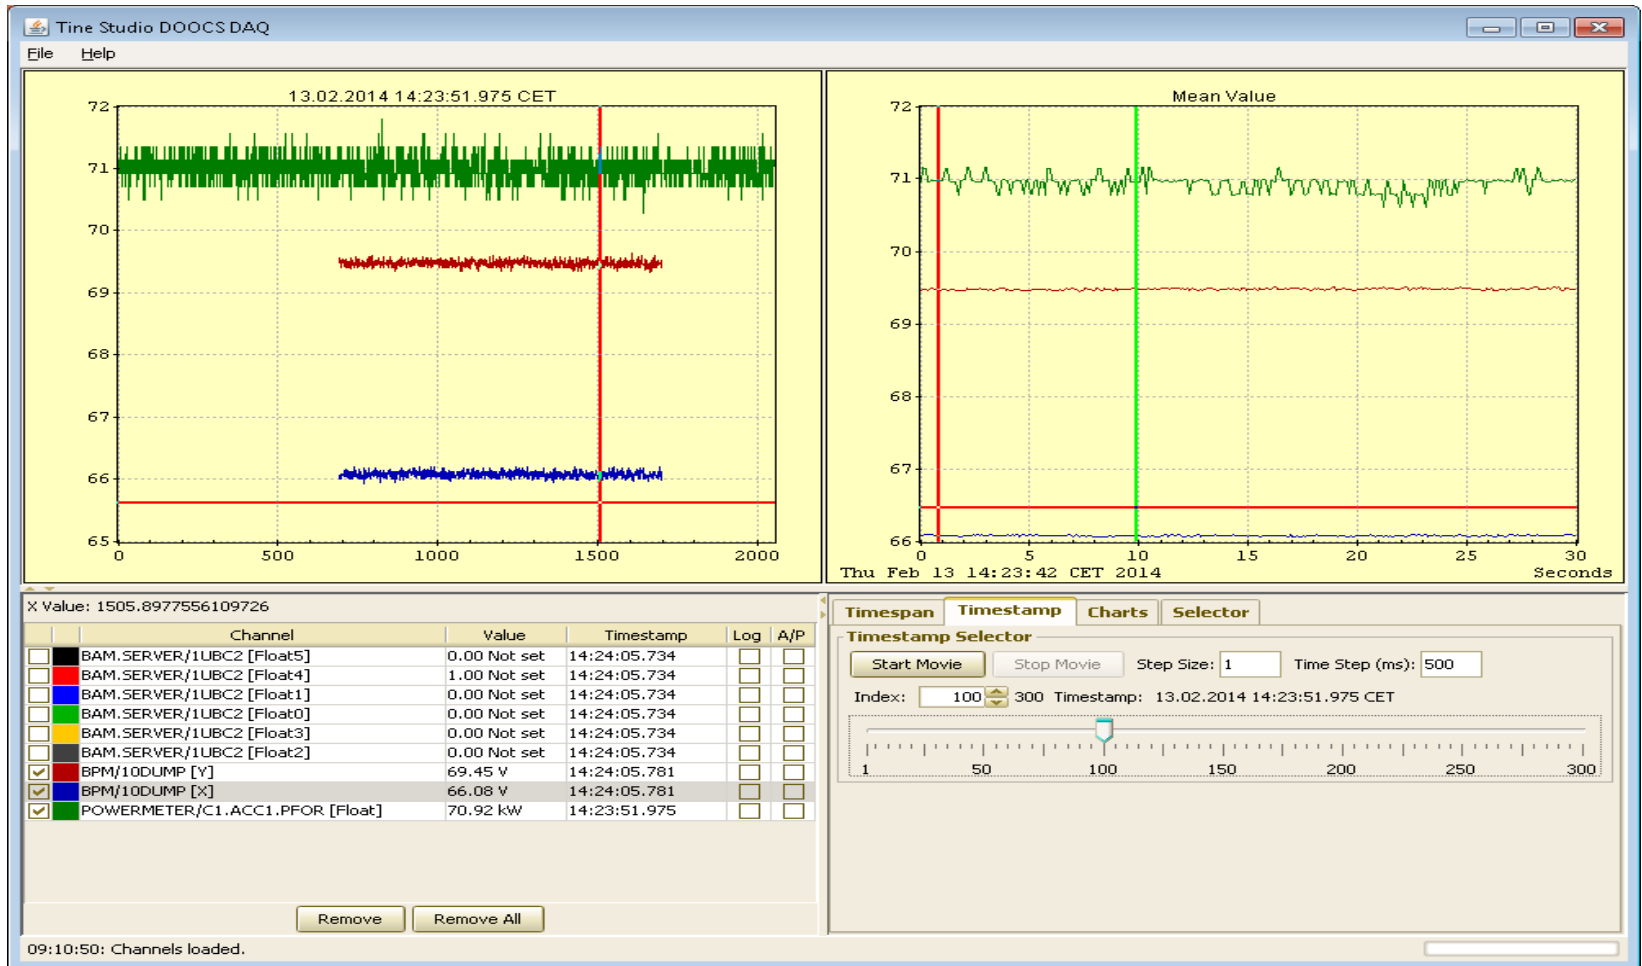 Tine Studio DOOCS DAQ
File Help
13.02.2014 14:23:51.975 CET
72
71
70
69
68
67
66
65
0 500 1000 1500 2000
Mean Value
72
71
70
69
68
67
66
0 5 10 15 20 25 30
Thu Feb 13 14:23:42 CET 2014 Seconds
X Value: 1505.8977556109726
Channel Value Timestamp Log A/P
BAM.SERVER/1UBC2 [Float5] 0.00 Not set 14:24:05.734
BAM.SERVER/1UBC2 [Float4] 1.00 Not set 14:24:05.734
BAM.SERVER/1UBC2 [Float1] 0.00 Not set 14:24:05.734
BAM.SERVER/1UBC2 [Float0] 0.00 Not set 14:24:05.734
BAM.SERVER/1UBC2 [Float3] 0.00 Not set 14:24:05.734
BAM.SERVER/1UBC2 [Float2] 0.00 Not set 14:24:05.734
BPM/10DUMP [Y] 69.45 V 14:24:05.781
BPM/10DUMP [X] 66.08 V 14:24:05.781
POWERMETER/C1.ACC1.PFOR [Float] 70.92 kW 14:23:51.975
Remove Remove All
Timespan Timestamp Charts Selector
Timestamp Selector
Start Movie Stop Movie Step Size: 1 Time Step (ms): 500
Index: 100 300 Timestamp: 13.02.2014 14:23:51.975 CET
1 50 100 150 200 250 300
09:10:50: Channels loaded.